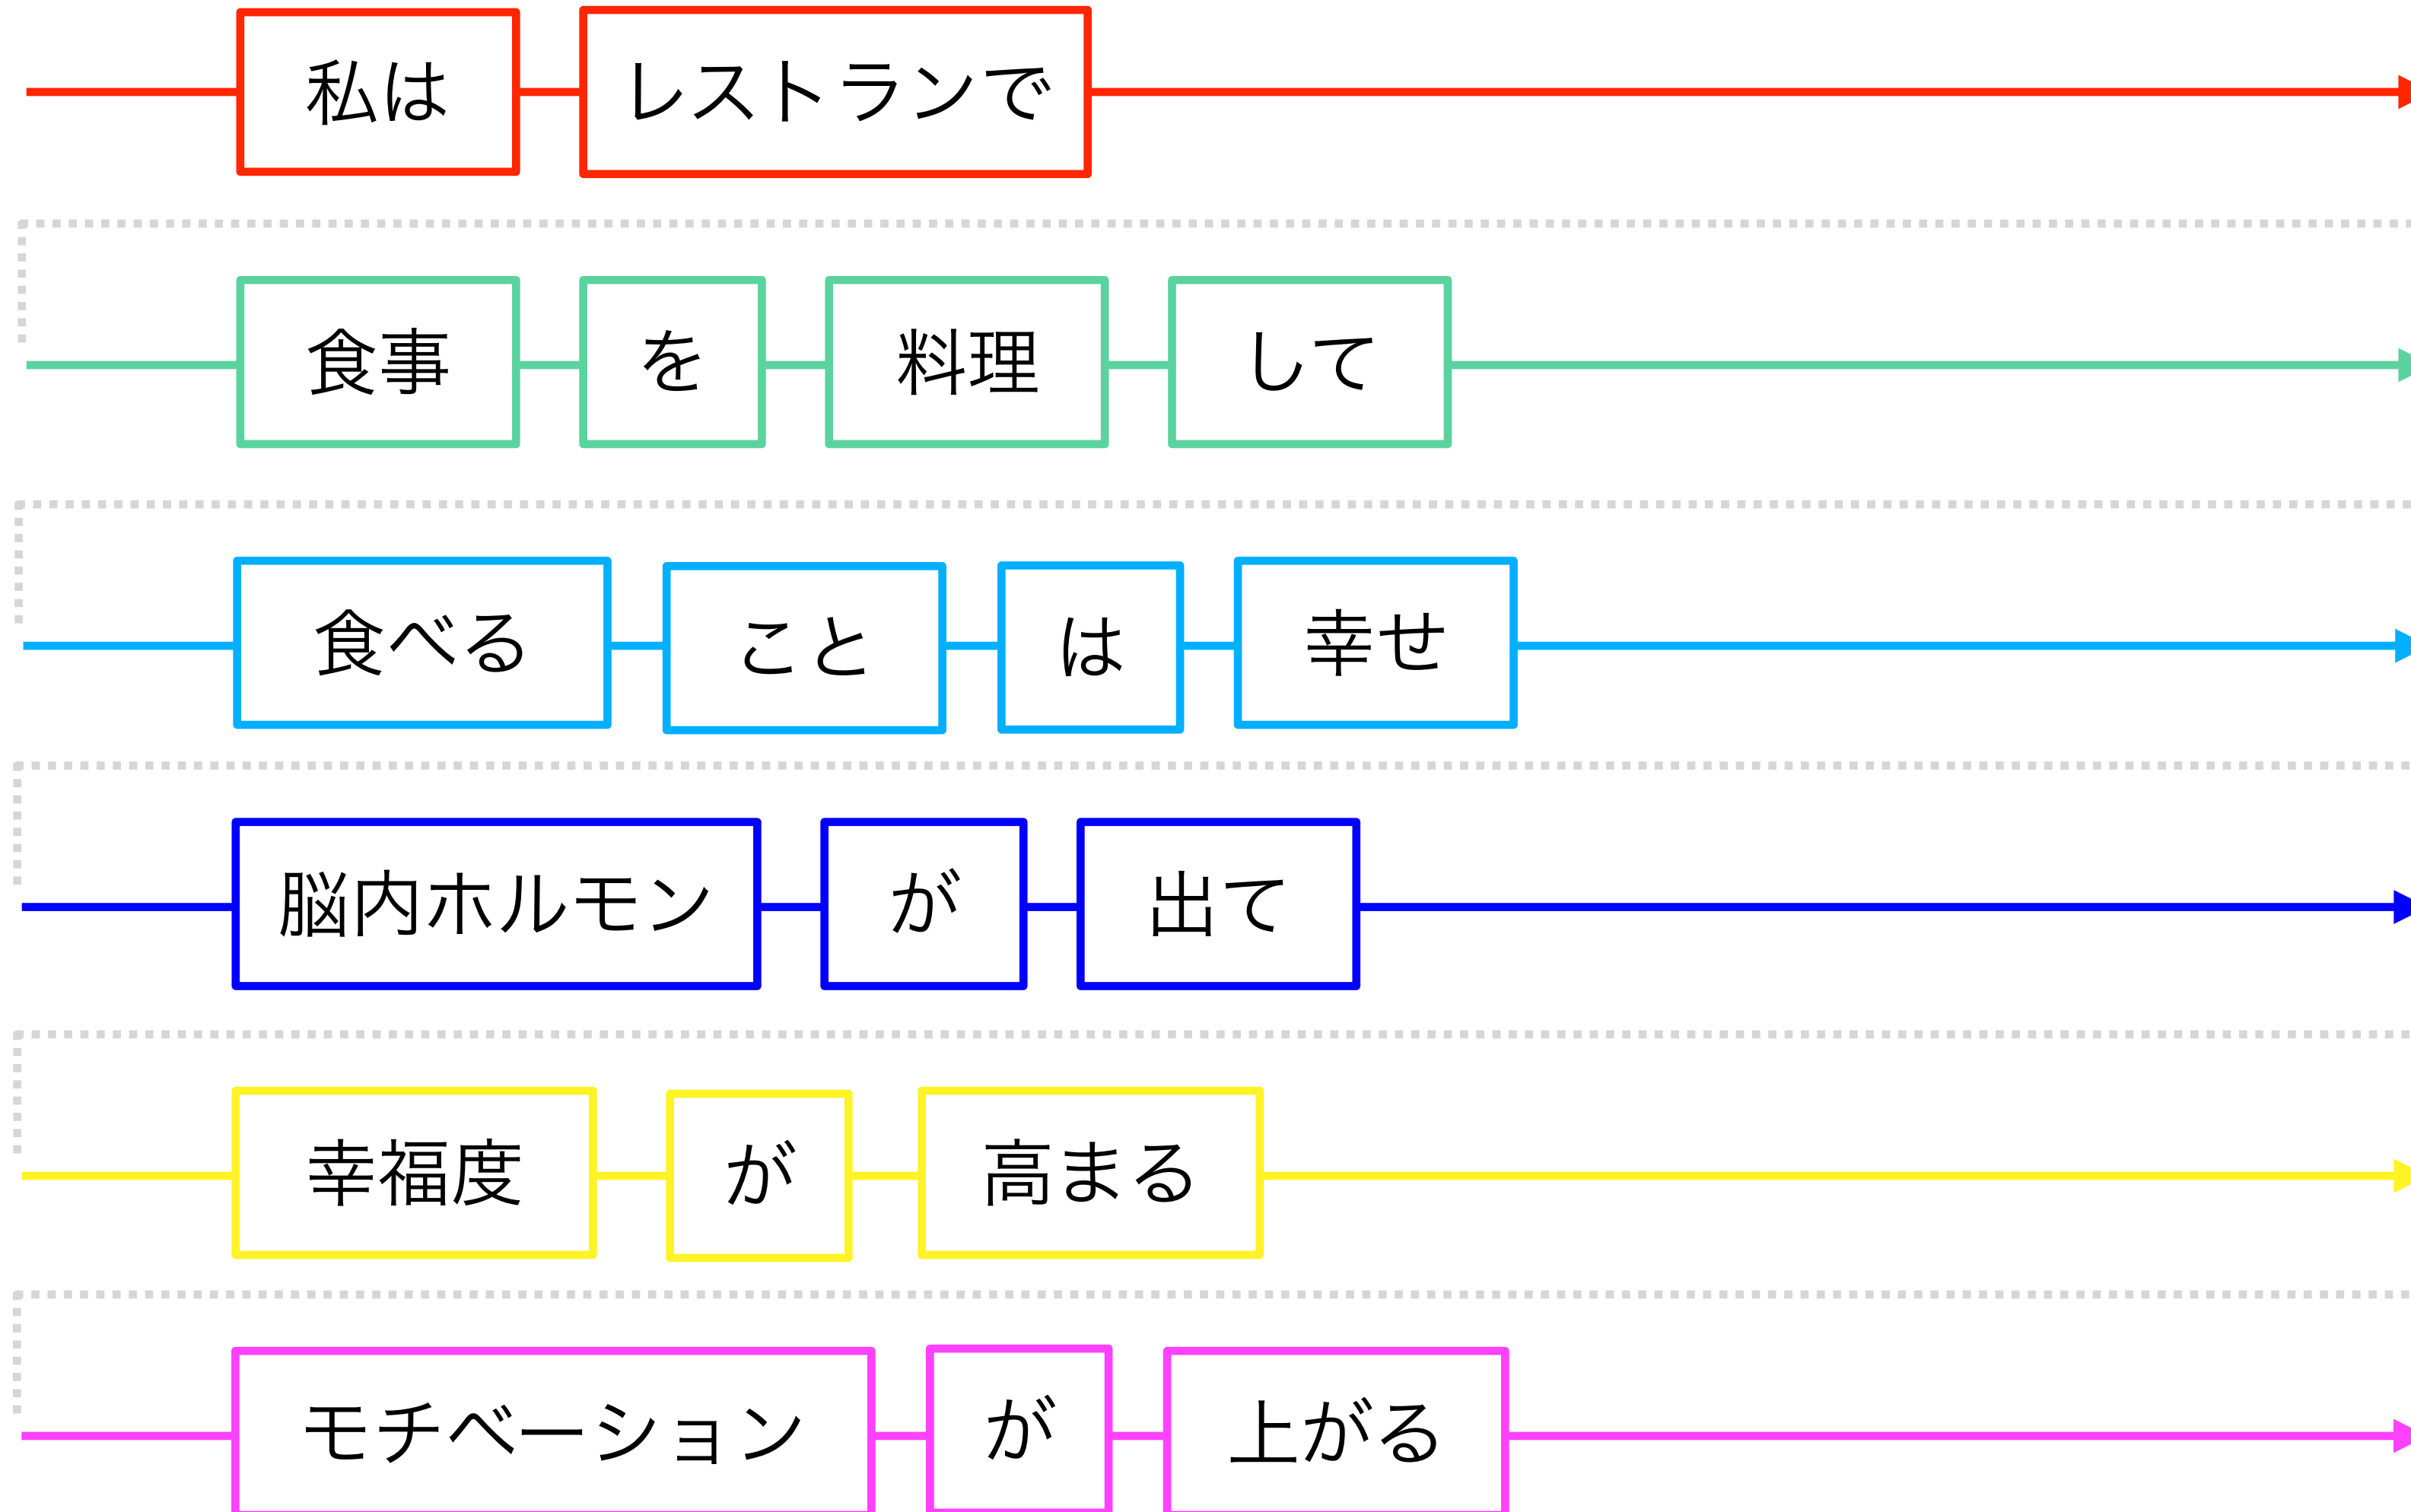 私は レストランで
食事 を 料理 して
食べる こと は 幸せ
脳内ホルモン が 出て
幸福度 が 高まる
モチベーション が 上がる